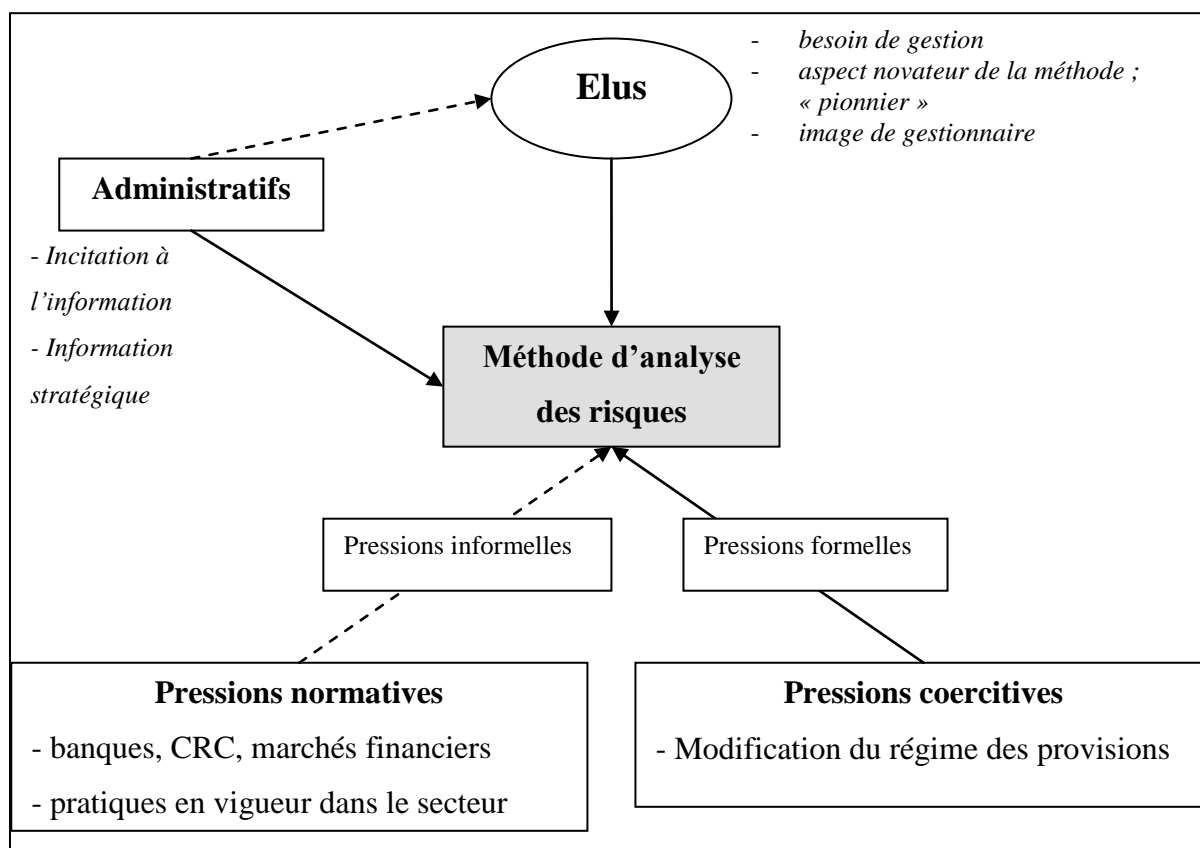 Elus
- besoin de gestion
- aspect novateur de la méthode ;
« pionnier »
- image de gestionnaire
Administratifs
- Incitation à
l’information
- Information
stratégique
Méthode d’analyse
des risques
Pressions informelles
Pressions formelles
Pressions normatives
- banques, CRC, marchés financiers
- pratiques en vigueur dans le secteur
Pressions coercitives
- Modification du régime des provisions